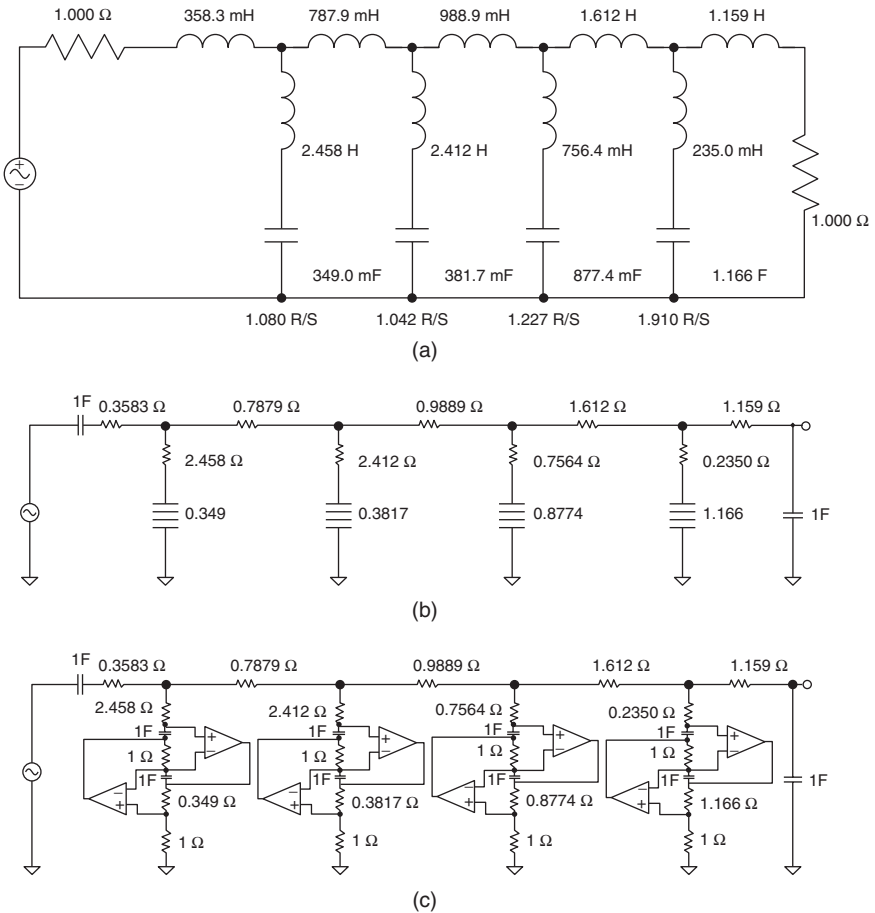 1.000 Ω 358.3 mH 787.9 mH 988.9 mH 1.612 H 1.159 H
+
−
2.458 H 2.412 H 756.4 mH 235.0 mH
1.000 Ω
349.0 mF 381.7 mF 877.4 mF 1.166 F
1.080 R/S 1.042 R/S 1.227 R/S 1.910 R/S
(a)
1F 0.3583 Ω 0.7879 Ω 0.9889 Ω 1.612 Ω 1.159 Ω
2.458 Ω 2.412 Ω 0.7564 Ω 0.2350 Ω
0.349 0.3817 0.8774 1.166 1F
(b)
1F 0.3583 Ω 0.7879 Ω 0.9889 Ω 1.612 Ω 1.159 Ω
2.458 Ω 2.412 Ω 0.7564 Ω 0.2350 Ω
1F + 1F + 1F + 1F +
1 Ω − 1 Ω − 1 Ω − 1 Ω −
− 1F − 1F − 1F − 1F 1F
+ 0.349 Ω + 0.3817 Ω + 0.8774 Ω + 1.166 Ω
1 Ω 1 Ω 1 Ω 1 Ω
(c)